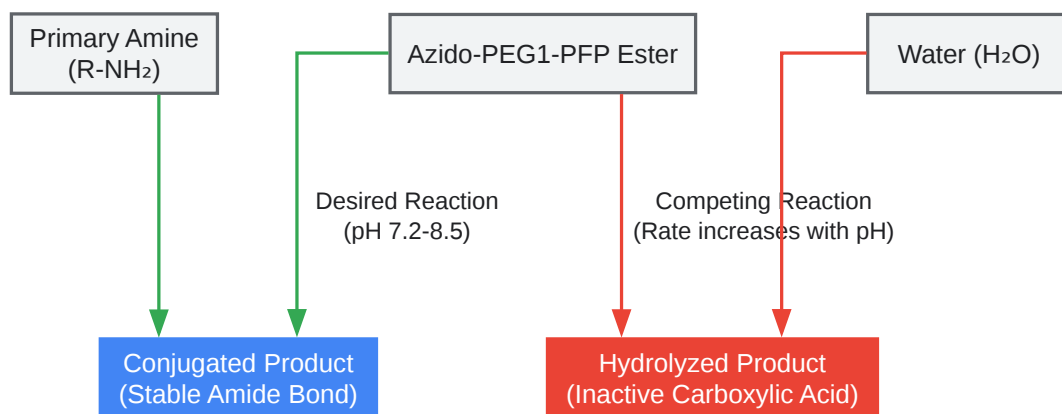 Primary Amine
(R-NH₂)
Azido-PEG1-PFP Ester
Water (H₂O)
Desired Reaction
(pH 7.2-8.5)
Competing Reaction
(Rate increases with pH)
Conjugated Product
(Stable Amide Bond)
Hydrolyzed Product
(Inactive Carboxylic Acid)